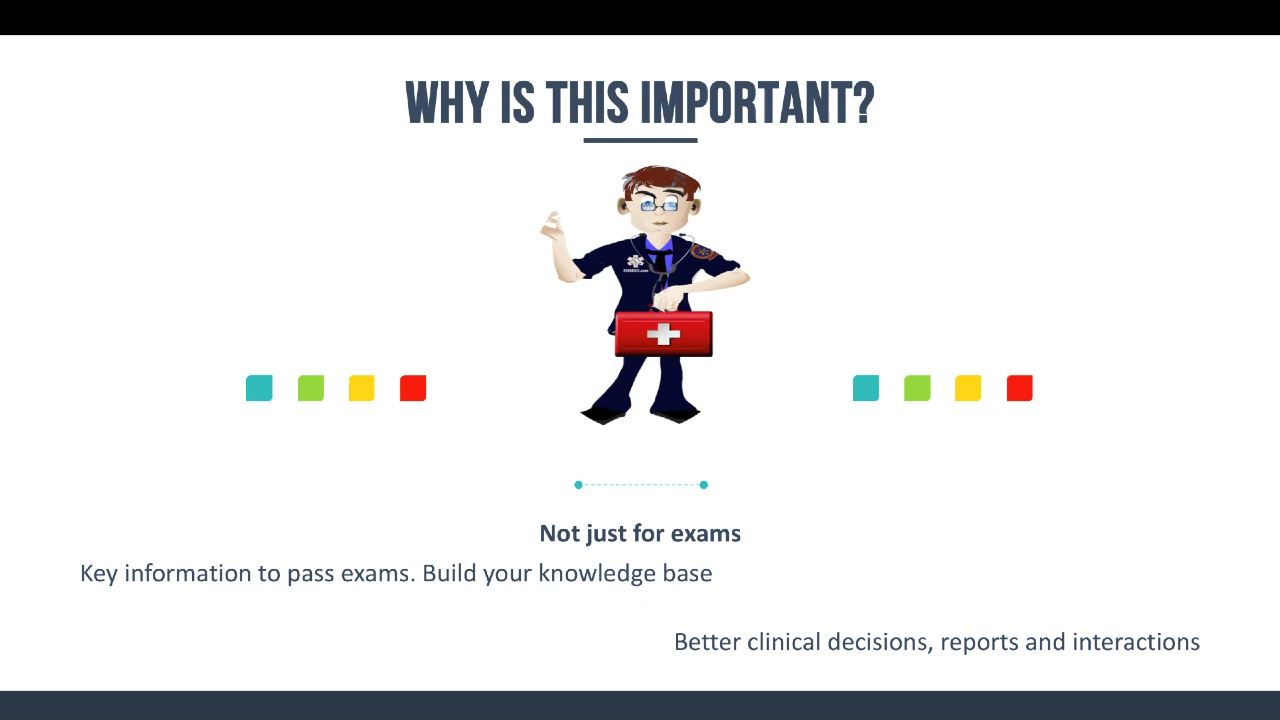 WHY IS THIS IMPORTANT?
Not just for exams
Key information to pass exams. Build your knowledge base
Better clinical decisions, reports and interactions